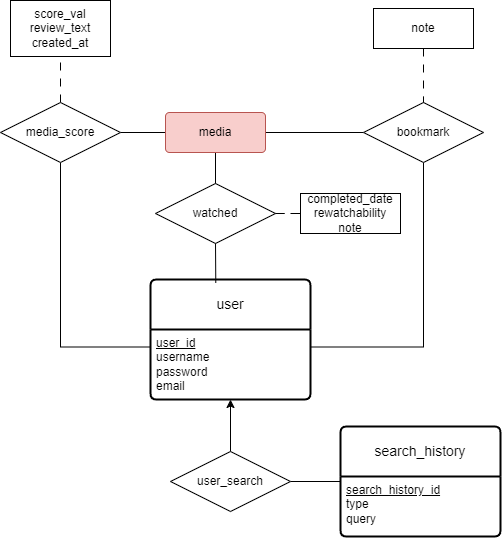 score_val
review_text
created_at
note
media_score
media
bookmark
watched
completed_date
rewatchability
note
user
user_id
username
password
email
search_history
user_search
search_history_id
type
query